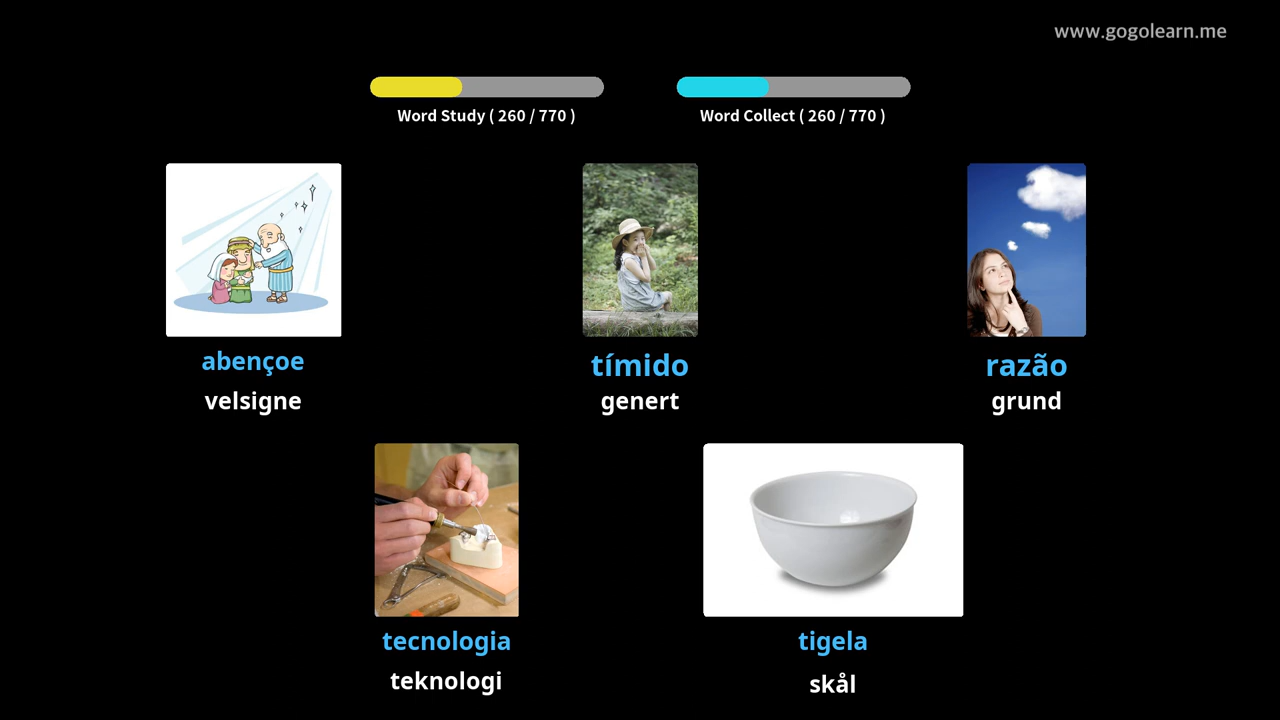 www.gogolearn.me
Word Study ( 260 / 770 )
Word Collect ( 260 / 770 )
abençoe
velsigne
tímido
genert
razão
grund
tecnologia
teknologi
tigela
skål